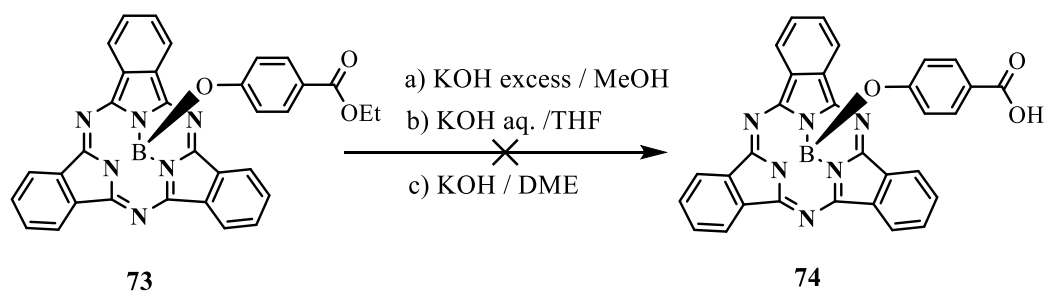 O
O
OEt
N
N
N
B
N
N
N
a) KOH excess / MeOH
b) KOH aq. /THF
c) KOH / DME
O
O
OH
N
N
N
B
N
N
N
73
74